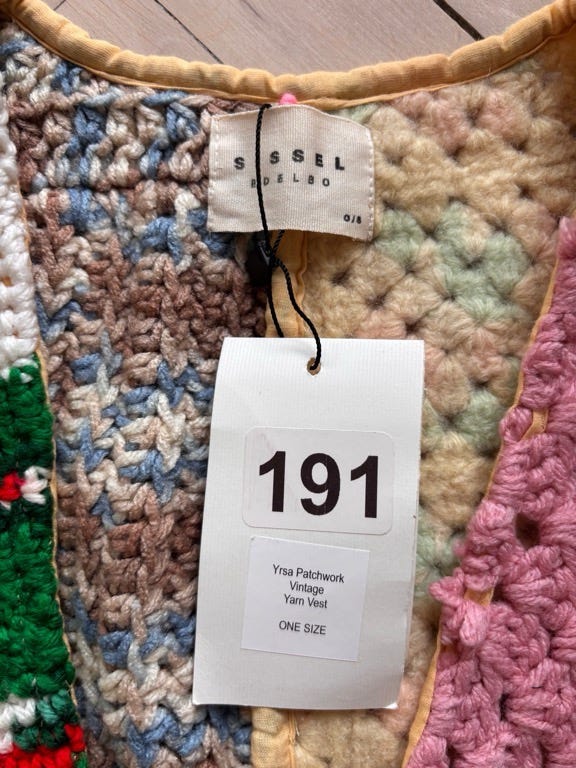 SISSEL
EDELBO
O/S
191
Yrsa Patchwork
Vintage
Yarn Vest
ONE SIZE